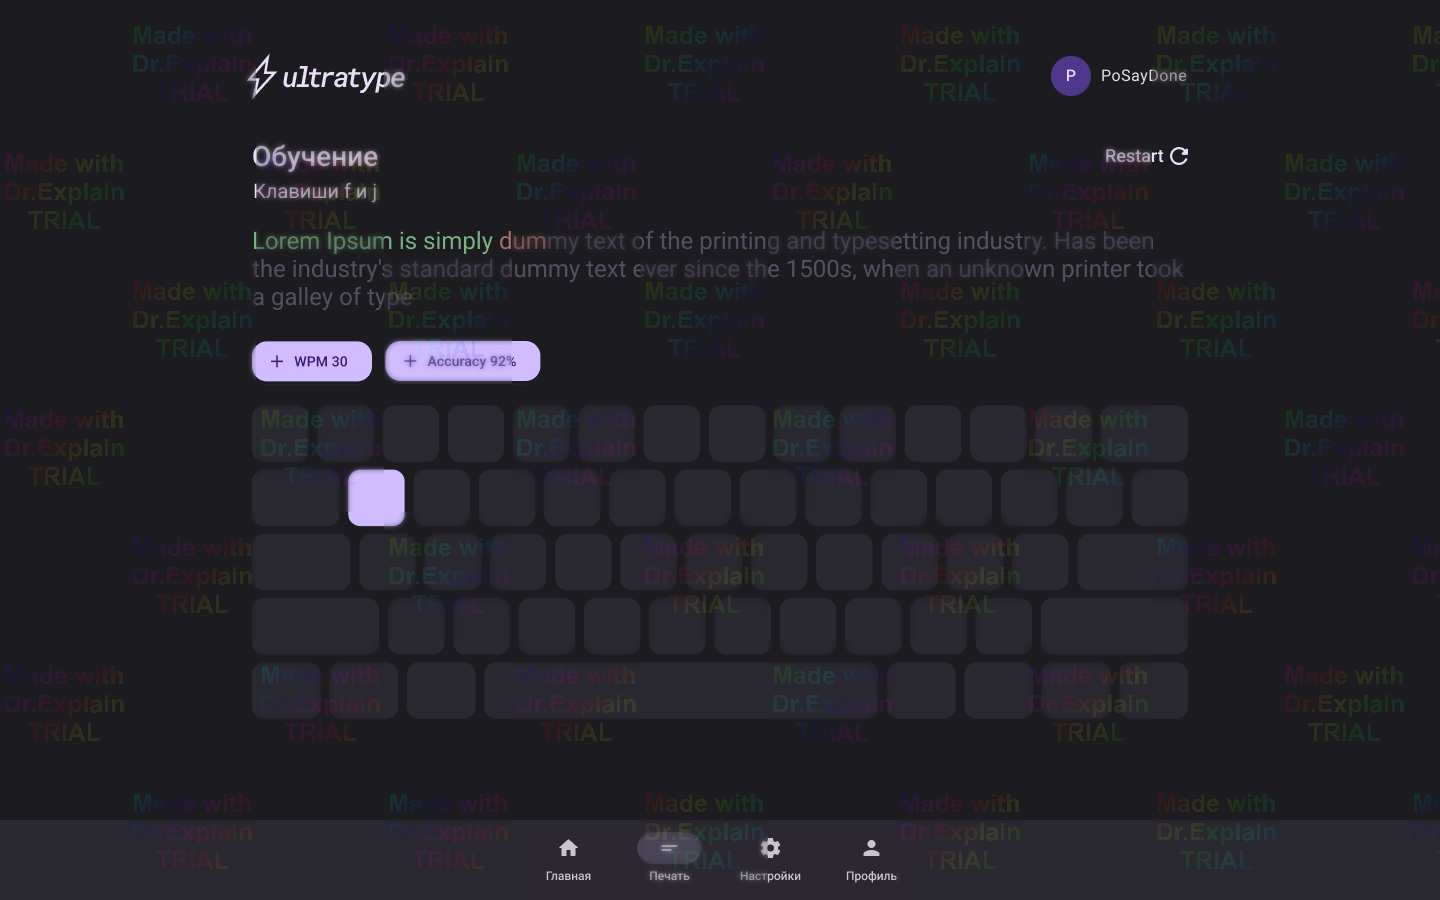 ultratype
P PoSayDone
Обучение
Restart
Клавиши f и j
Lorem Ipsum is simply dummy text of the printing and typesetting industry. Has been
the industry's standard dummy text ever since the 1500s, when an unknown printer took
a galley of type
WPM 30
Accuracy 92%
Главная
Печать
Настройки
Профиль
Made with
Dr.Explain
TRIAL